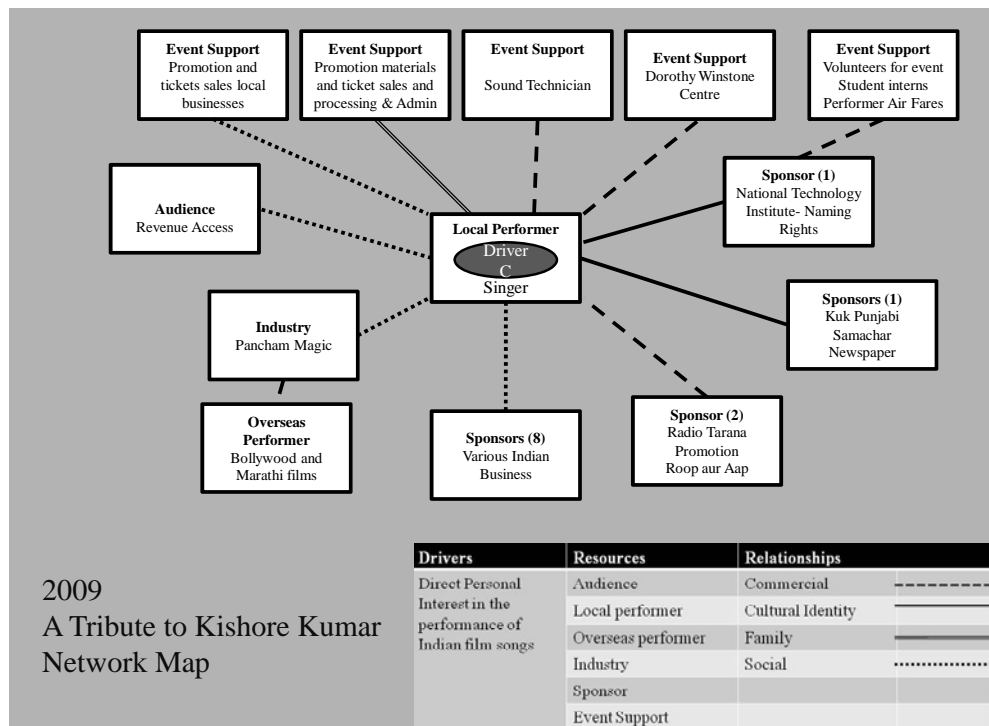 Event Support
Promotion and
tickets sales local
businesses
Event Support
Promotion materials
and ticket sales and
processing & Admin
Event Support
Sound Technician
Event Support
Dorothy Winstone
Centre
Event Support
Volunteers for event
Student interns
Performer Air Fares
Audience
Revenue Access
Local Performer
Driver
C
Singer
Sponsor (1)
National Technology
Institute- Naming
Rights
Industry
Pancham Magic
Sponsors (1)
Kuk Punjabi
Samachar
Newspaper
Overseas
Performer
Bollywood and
Marathi films
Sponsors (8)
Various Indian
Business
Sponsor (2)
Radio Tarana
Promotion
Roop aur Aap
2009
A Tribute to Kishore Kumar
Network Map
Drivers Resources Relationships
Direct Personal Audience Commercial
Interest in the Local performer Cultural Identity
performance of Overseas performer Family
Indian film songs Industry Social
Sponsor
Event Support